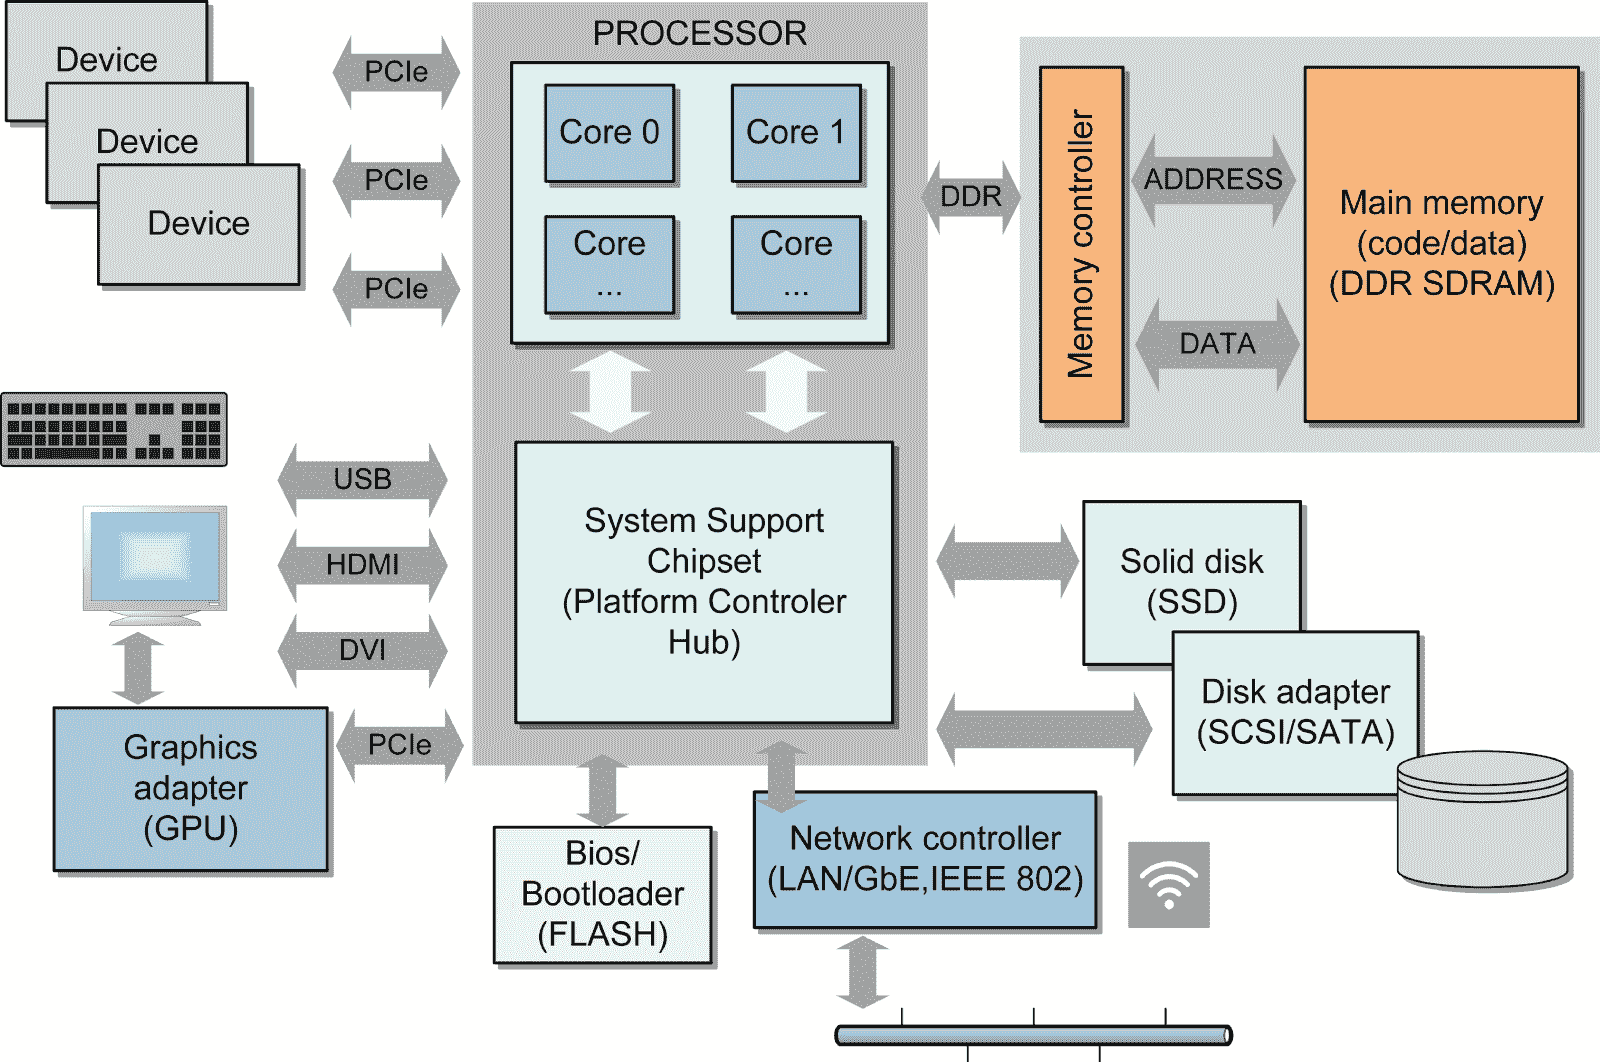 PROCESSOR
Device
Device
Device
PCIe
PCIe
PCIe
Core 0
Core 1
Core
...
Core
...
DDR
Memory controller
ADDRESS
DATA
Main memory
(code/data)
(DDR SDRAM)
USB
HDMI
DVI
PCIe
System Support
Chipset
(Platform Controler
Hub)
Solid disk
(SSD)
Disk adapter
(SCSI/SATA)
Graphics
adapter
(GPU)
Bios/
Bootloader
(FLASH)
Network controller
(LAN/GbE,IEEE 802)